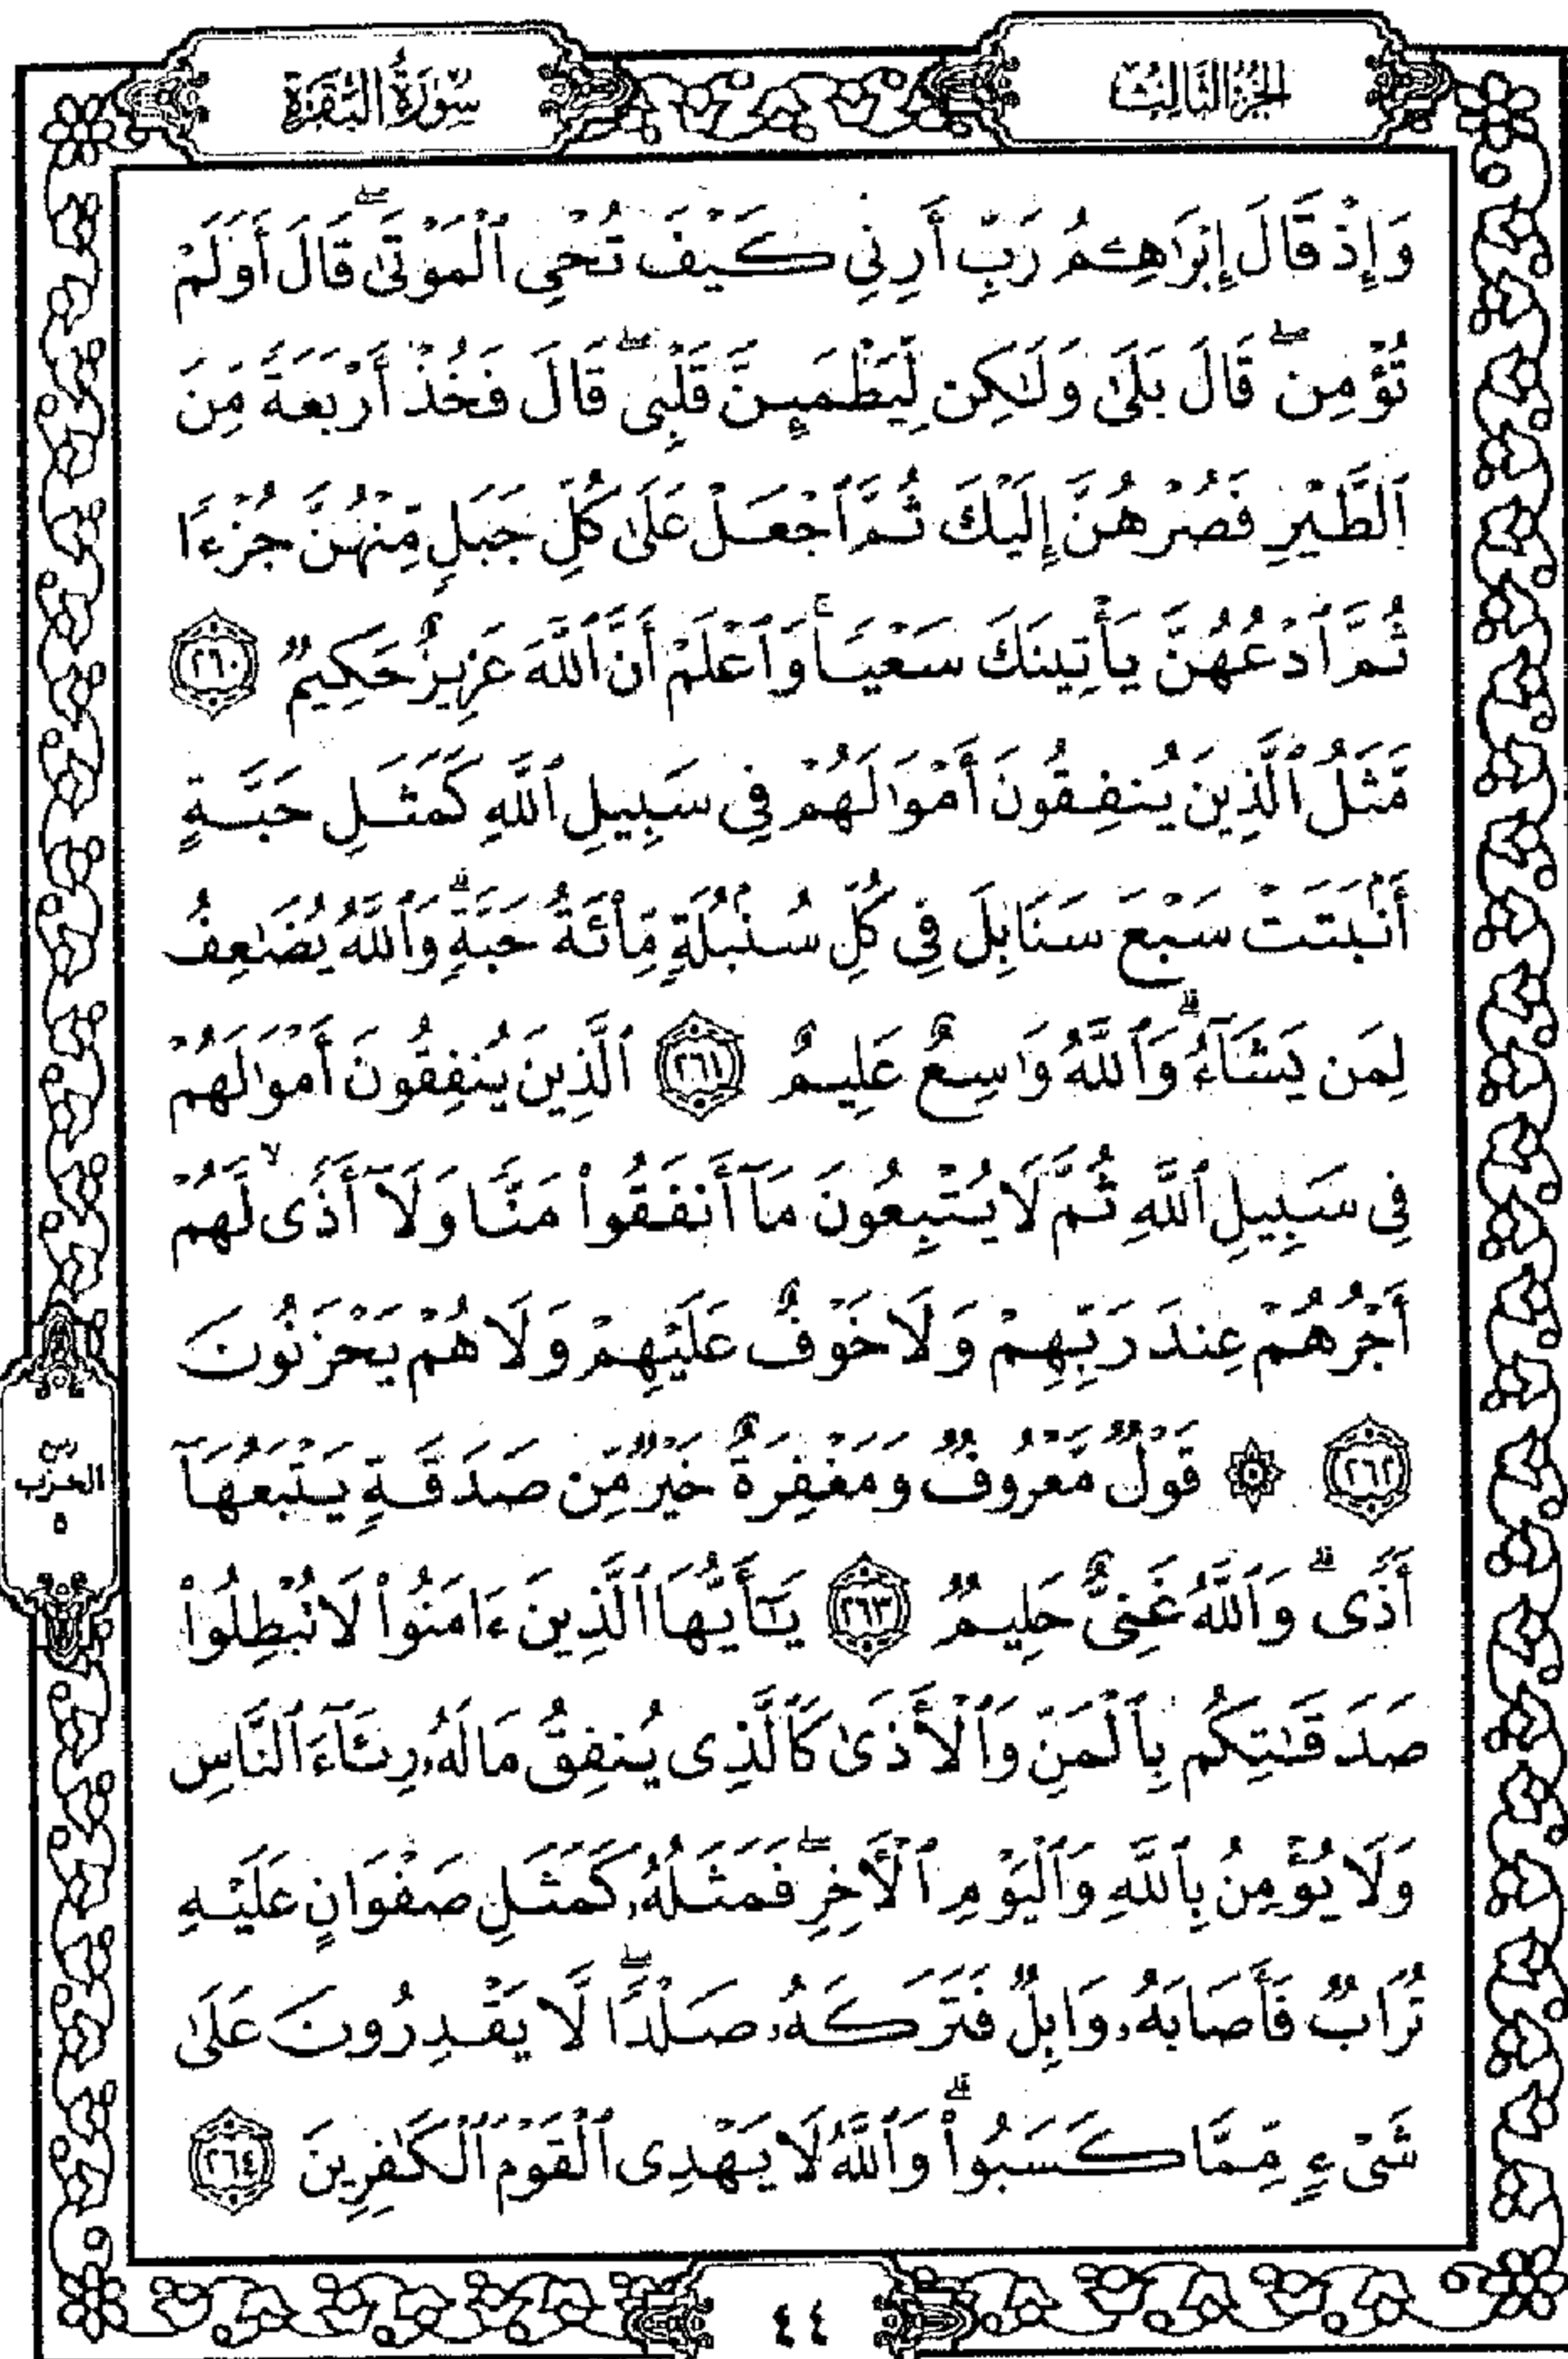 الجزء الثالث
سورة البقرة
وَإِذْ قَالَ إِبْرَٰهِـۧمُ رَبِّ أَرِنِى كَيْفَ تُحْىِ ٱلْمَوْتَىٰ ۖ قَالَ أَوَلَمْ
تُؤْمِن ۖ قَالَ بَلَىٰ وَلَـٰكِن لِّيَطْمَئِنَّ قَلْبِى ۖ قَالَ فَخُذْ أَرْبَعَةً مِّنَ
ٱلطَّيْرِ فَصُرْهُنَّ إِلَيْكَ ثُمَّ ٱجْعَلْ عَلَىٰ كُلِّ جَبَلٍ مِّنْهُنَّ جُزْءًا
ثُمَّ ٱدْعُهُنَّ يَأْتِينَكَ سَعْيًا ۚ وَٱعْلَمْ أَنَّ ٱللَّهَ عَزِيزٌ حَكِيمٌ ٢٦٠
مَّثَلُ ٱلَّذِينَ يُنفِقُونَ أَمْوَٰلَهُمْ فِى سَبِيلِ ٱللَّهِ كَمَثَلِ حَبَّةٍ
أَنۢبَتَتْ سَبْعَ سَنَابِلَ فِى كُلِّ سُنۢبُلَةٍ مِّا۟ئَةُ حَبَّةٍ ۗ وَٱللَّهُ يُضَـٰعِفُ
لِمَن يَشَآءُ ۗ وَٱللَّهُ وَٰسِعٌ عَلِيمٌ ٢٦١ ٱلَّذِينَ يُنفِقُونَ أَمْوَٰلَهُمْ
فِى سَبِيلِ ٱللَّهِ ثُمَّ لَا يُتْبِعُونَ مَآ أَنفَقُوا۟ مَنًّا وَلَآ أَذًى ۙ لَّهُمْ
أَجْرُهُمْ عِندَ رَبِّهِمْ وَلَا خَوْفٌ عَلَيْهِمْ وَلَا هُمْ يَحْزَنُونَ
٢٦٢ ۞ قَوْلٌ مَّعْرُوفٌ وَمَغْفِرَةٌ خَيْرٌ مِّن صَدَقَةٍ يَتْبَعُهَآ
ربع
الحزب
٥
أَذًى ۗ وَٱللَّهُ غَنِىٌّ حَلِيمٌ ٢٦٣ يَـٰٓأَيُّهَا ٱلَّذِينَ ءَامَنُوا۟ لَا تُبْطِلُوا۟
صَدَقَـٰتِكُم بِٱلْمَنِّ وَٱلْأَذَىٰ كَٱلَّذِى يُنفِقُ مَالَهُۥ رِئَآءَ ٱلنَّاسِ
وَلَا يُؤْمِنُ بِٱللَّهِ وَٱلْيَوْمِ ٱلْـَٔاخِرِ ۖ فَمَثَلُهُۥ كَمَثَلِ صَفْوَانٍ عَلَيْهِ
تُرَابٌ فَأَصَابَهُۥ وَابِلٌ فَتَرَكَهُۥ صَلْدًا ۖ لَّا يَقْدِرُونَ عَلَىٰ
شَىْءٍ مِّمَّا كَسَبُوا۟ ۗ وَٱللَّهُ لَا يَهْدِى ٱلْقَوْمَ ٱلْكَـٰفِرِينَ ٢٦٤
٤٤